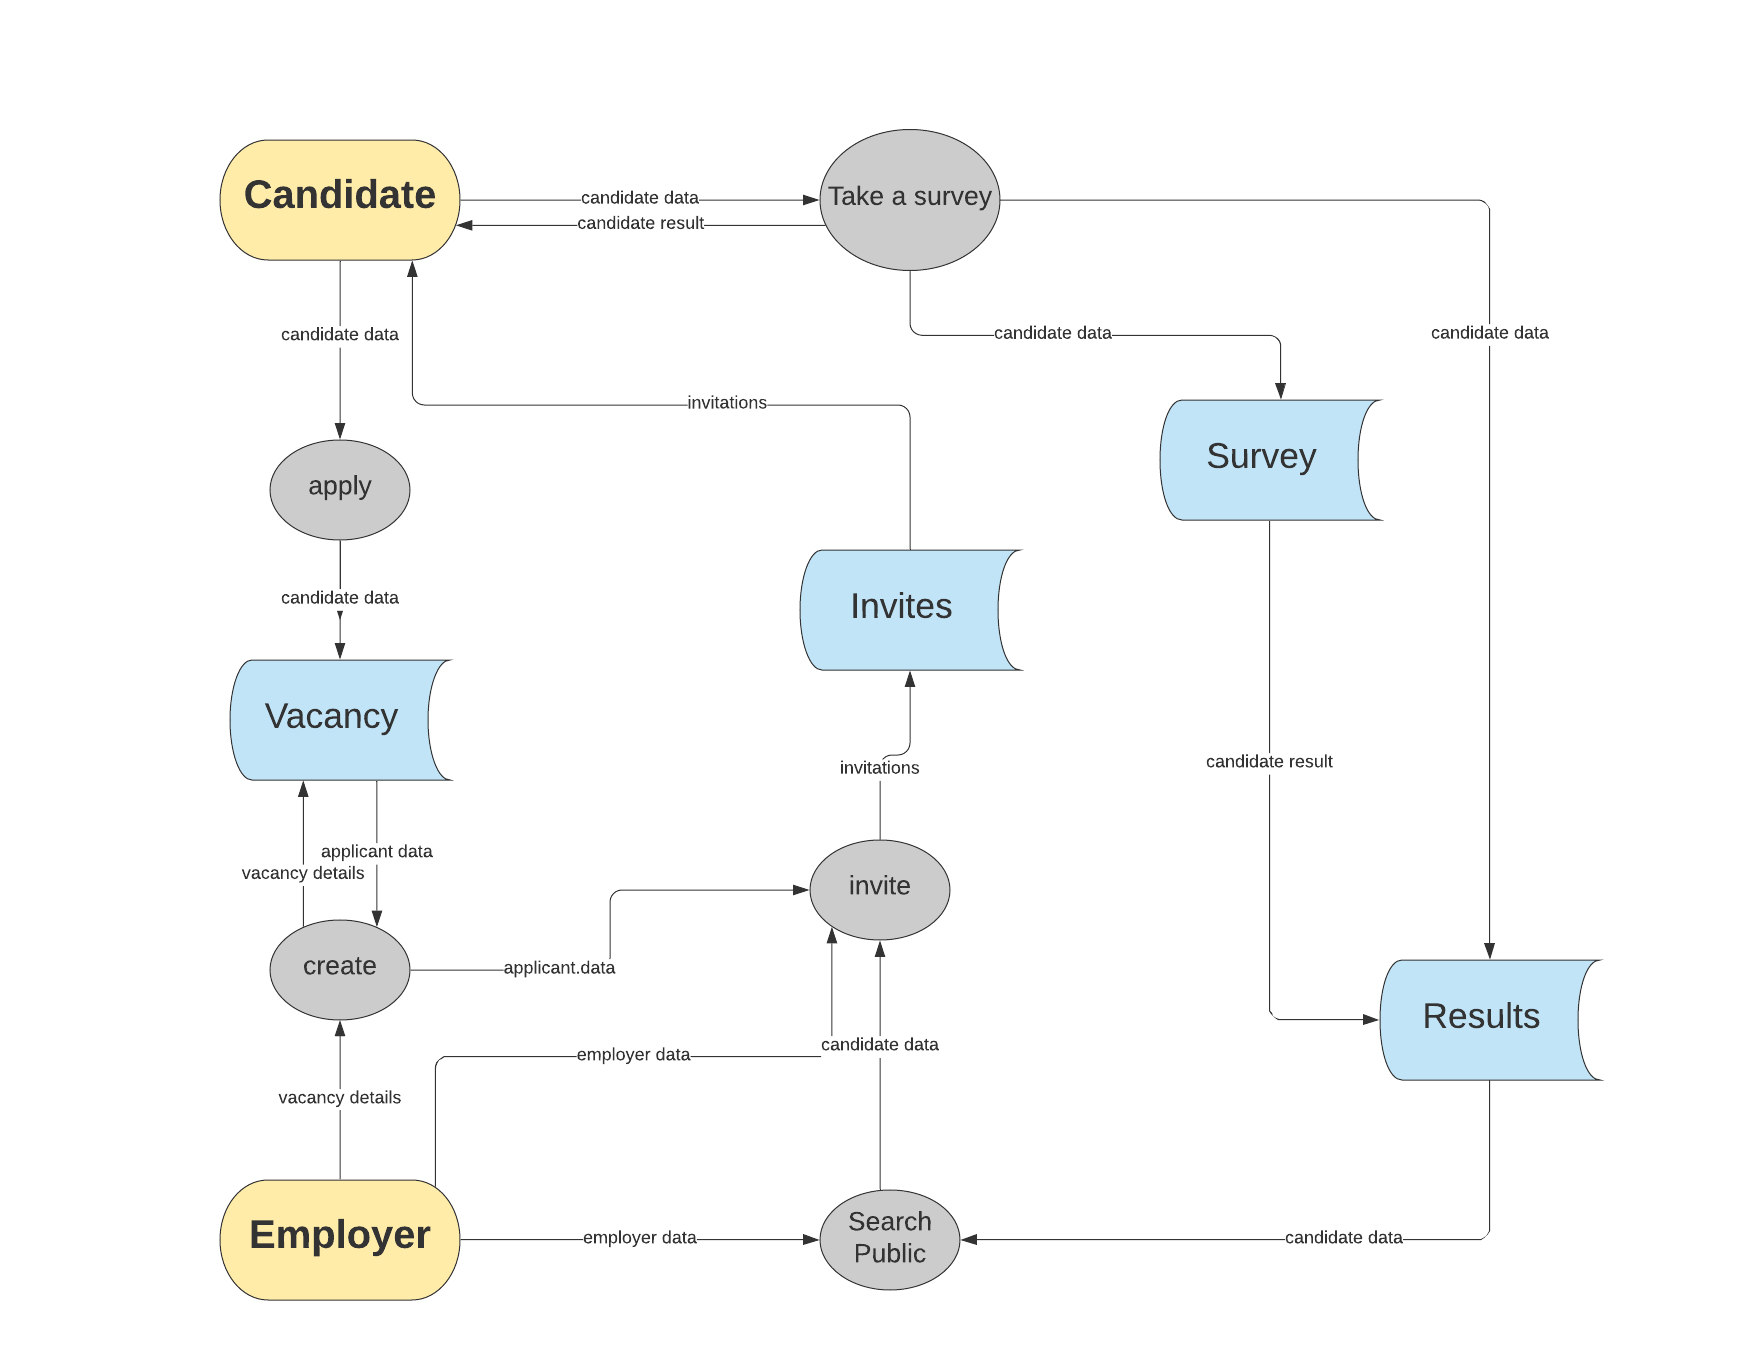 Candidate
candidate data
candidate result
Take a survey
candidate data
candidate data
candidate data
invitations
Survey
apply
candidate data
Invites
Vacancy
candidate result
invitations
applicant data
vacancy details
invite
create
applicant.data
Results
candidate data
employer data
vacancy details
Employer
employer data
Search
Public
candidate data